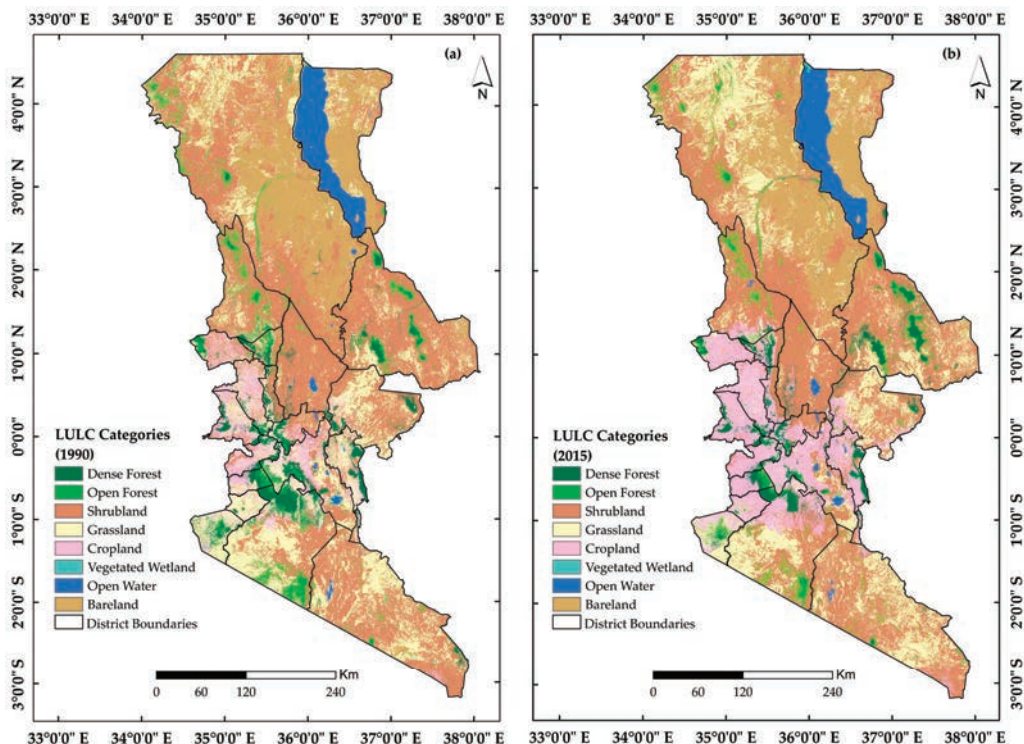 33°0'0" E 34°0'0" E 35°0'0" E 36°0'0" E 37°0'0" E 38°0'0" E
33°0'0" E 34°0'0" E 35°0'0" E 36°0'0" E 37°0'0" E 38°0'0" E
(a)
N
4°0'0" N
3°0'0" N
2°0'0" N
1°0'0" N
0°0'0"
1°0'0" S
2°0'0" S
3°0'0" S
LULC Categories
(1990)
Dense Forest
Open Forest
Shrubland
Grassland
Cropland
Vegetated Wetland
Open Water
Bareland
District Boundaries
Km
0 60 120 240
(b)
N
LULC Categories
(2015)
Dense Forest
Open Forest
Shrubland
Grassland
Cropland
Vegetated Wetland
Open Water
Bareland
District Boundaries
Km
0 60 120 240
4°0'0" N
3°0'0" N
2°0'0" N
1°0'0" N
0°0'0"
1°0'0" S
2°0'0" S
3°0'0" S
33°0'0" E 34°0'0" E 35°0'0" E 36°0'0" E 37°0'0" E 38°0'0" E
33°0'0" E 34°0'0" E 35°0'0" E 36°0'0" E 37°0'0" E 38°0'0" E